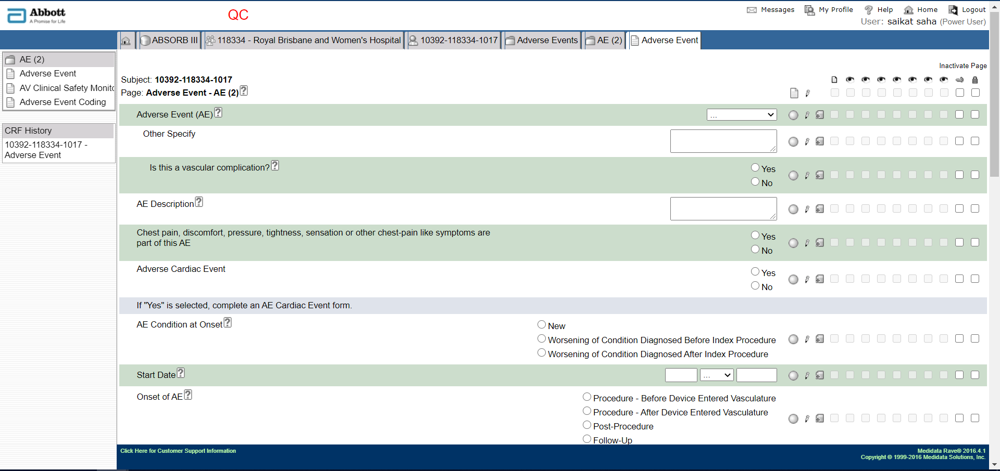 Abbott
A Promise for Life
QC
Messages
My Profile
Help
Home
Logout
User: saikat saha (Power User)
ABSORB III
118334 - Royal Brisbane and Women's Hospital
10392-118334-1017
Adverse Events
AE (2)
Adverse Event
AE (2)
Adverse Event
AV Clinical Safety Monito
Adverse Event Coding
CRF History
10392-118334-1017 -
Adverse Event
Inactivate Page
Subject: 10392-118334-1017
Page: Adverse Event - AE (2)
Adverse Event (AE)
...
Other Specify
Is this a vascular complication?
Yes
No
AE Description
Chest pain, discomfort, pressure, tightness, sensation or other chest-pain like symptoms are
part of this AE
Yes
No
Adverse Cardiac Event
Yes
No
If "Yes" is selected, complete an AE Cardiac Event form.
AE Condition at Onset
New
Worsening of Condition Diagnosed Before Index Procedure
Worsening of Condition Diagnosed After Index Procedure
Start Date
...
Onset of AE
Procedure - Before Device Entered Vasculature
Procedure - After Device Entered Vasculature
Post-Procedure
Follow-Up
Click Here for Customer Support Information
Medidata Rave® 2016.4.1
Copyright © 1999-2016 Medidata Solutions, Inc.